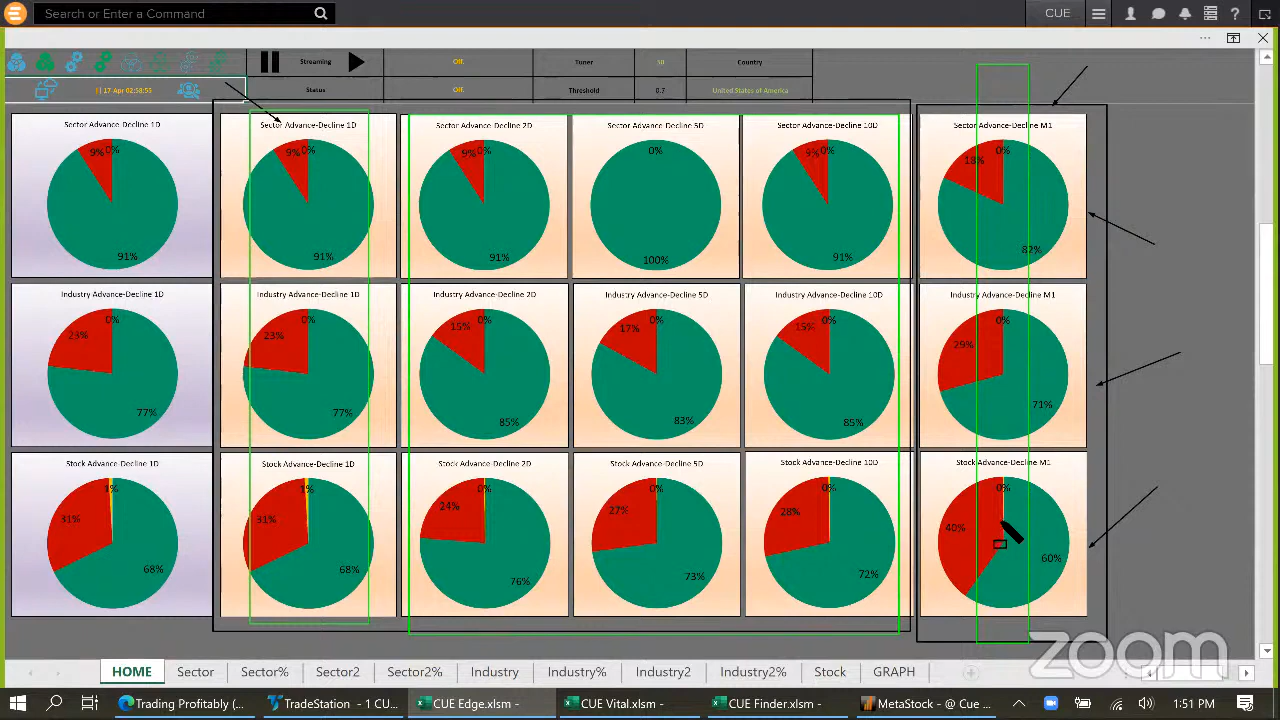 Search or Enter a Command
CUE
Streaming
Off.
Tuner
50
Country
17-Apr 02:58:55
Status
Off.
Threshold
0.7
United States of America
Sector Advance-Decline 1D
9% 0%
91%
Sector Advance-Decline 1D
9% 0%
91%
Sector Advance-Decline 2D
9% 0%
91%
Sector Advance-Decline 5D
0%
100%
Sector Advance-Decline 10D
9% 0%
91%
Sector Advance-Decline M1
18% 0%
82%
Industry Advance-Decline 1D
23% 0%
77%
Industry Advance-Decline 1D
23% 0%
77%
Industry Advance-Decline 2D
15% 0%
85%
Industry Advance-Decline 5D
17% 0%
83%
Industry Advance-Decline 10D
15% 0%
85%
Industry Advance-Decline M1
29% 0%
71%
Stock Advance-Decline 1D
31% 1%
68%
Stock Advance-Decline 1D
31% 1%
68%
Stock Advance-Decline 2D
24% 0%
76%
Stock Advance-Decline 5D
27% 0%
73%
Stock Advance-Decline 10D
28% 0%
72%
Stock Advance-Decline M1
40% 0%
60%
zoom
HOME Sector Sector% Sector2 Sector2% Industry Industry% Industry2 Industry2% Stock GRAPH
Trading Profitably (... TradeStation - 1 CU... CUE Edge.xlsm - CUE Vital.xlsm - CUE Finder.xlsm - MetaStock - @ Cue ... 1:51 PM